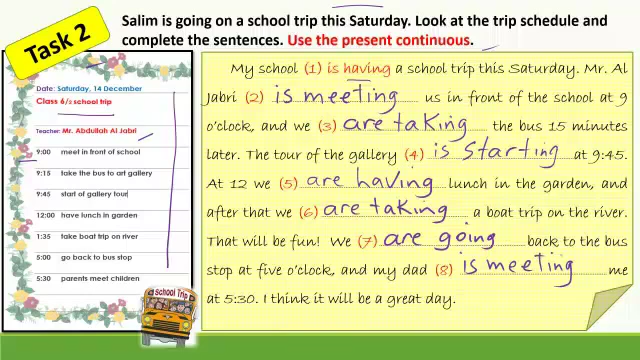 Task 2
Salim is going on a school trip this Saturday. Look at the trip schedule and
complete the sentences. Use the present continuous.
Date: Saturday, 14 December
Class 6/2 school trip
Teacher: Mr. Abdullah Al Jabri
9:00 meet in front of school
9:15 take the bus to art gallery
9:45 start of gallery tour
12:00 have lunch in garden
1:35 take boat trip on river
5:00 go back to bus stop
5:30 parents meet children
School Trip
My school (1) is having a school trip this Saturday. Mr. Al
Jabri (2) is meeting us in front of the school at 9
o'clock, and we (3) are taking the bus 15 minutes
later. The tour of the gallery (4) is starting at 9:45.
At 12 we (5) are having lunch in the garden, and
after that we (6) are taking a boat trip on the river.
That will be fun! We (7) are going back to the bus
stop at five o'clock, and my dad (8) is meeting me
at 5:30. I think it will be a great day.